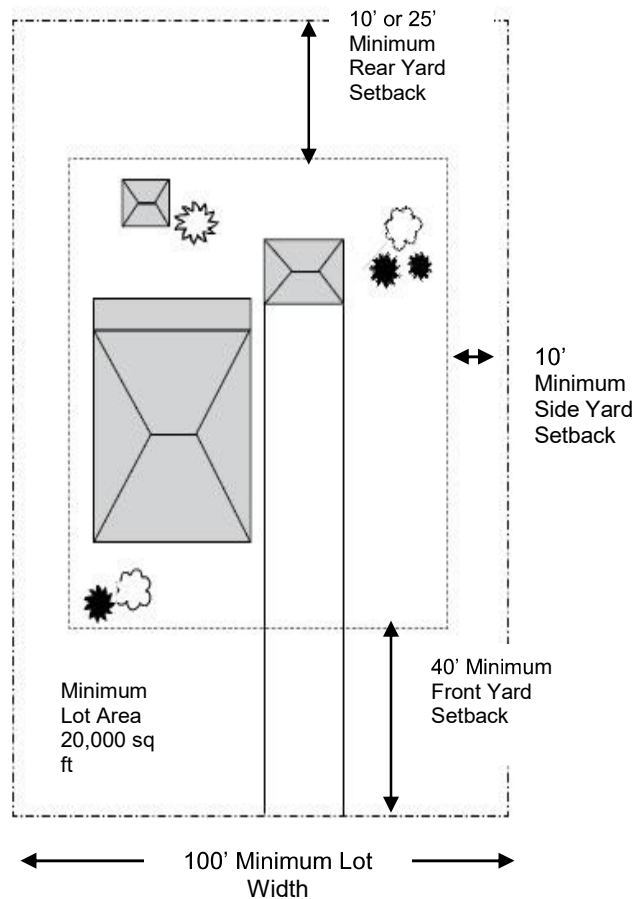 10’ or 25’
Minimum
Rear Yard
Setback
10’
Minimum
Side Yard
Setback
40’ Minimum
Front Yard
Setback
Minimum
Lot Area
20,000 sq
ft
100’ Minimum Lot
Width